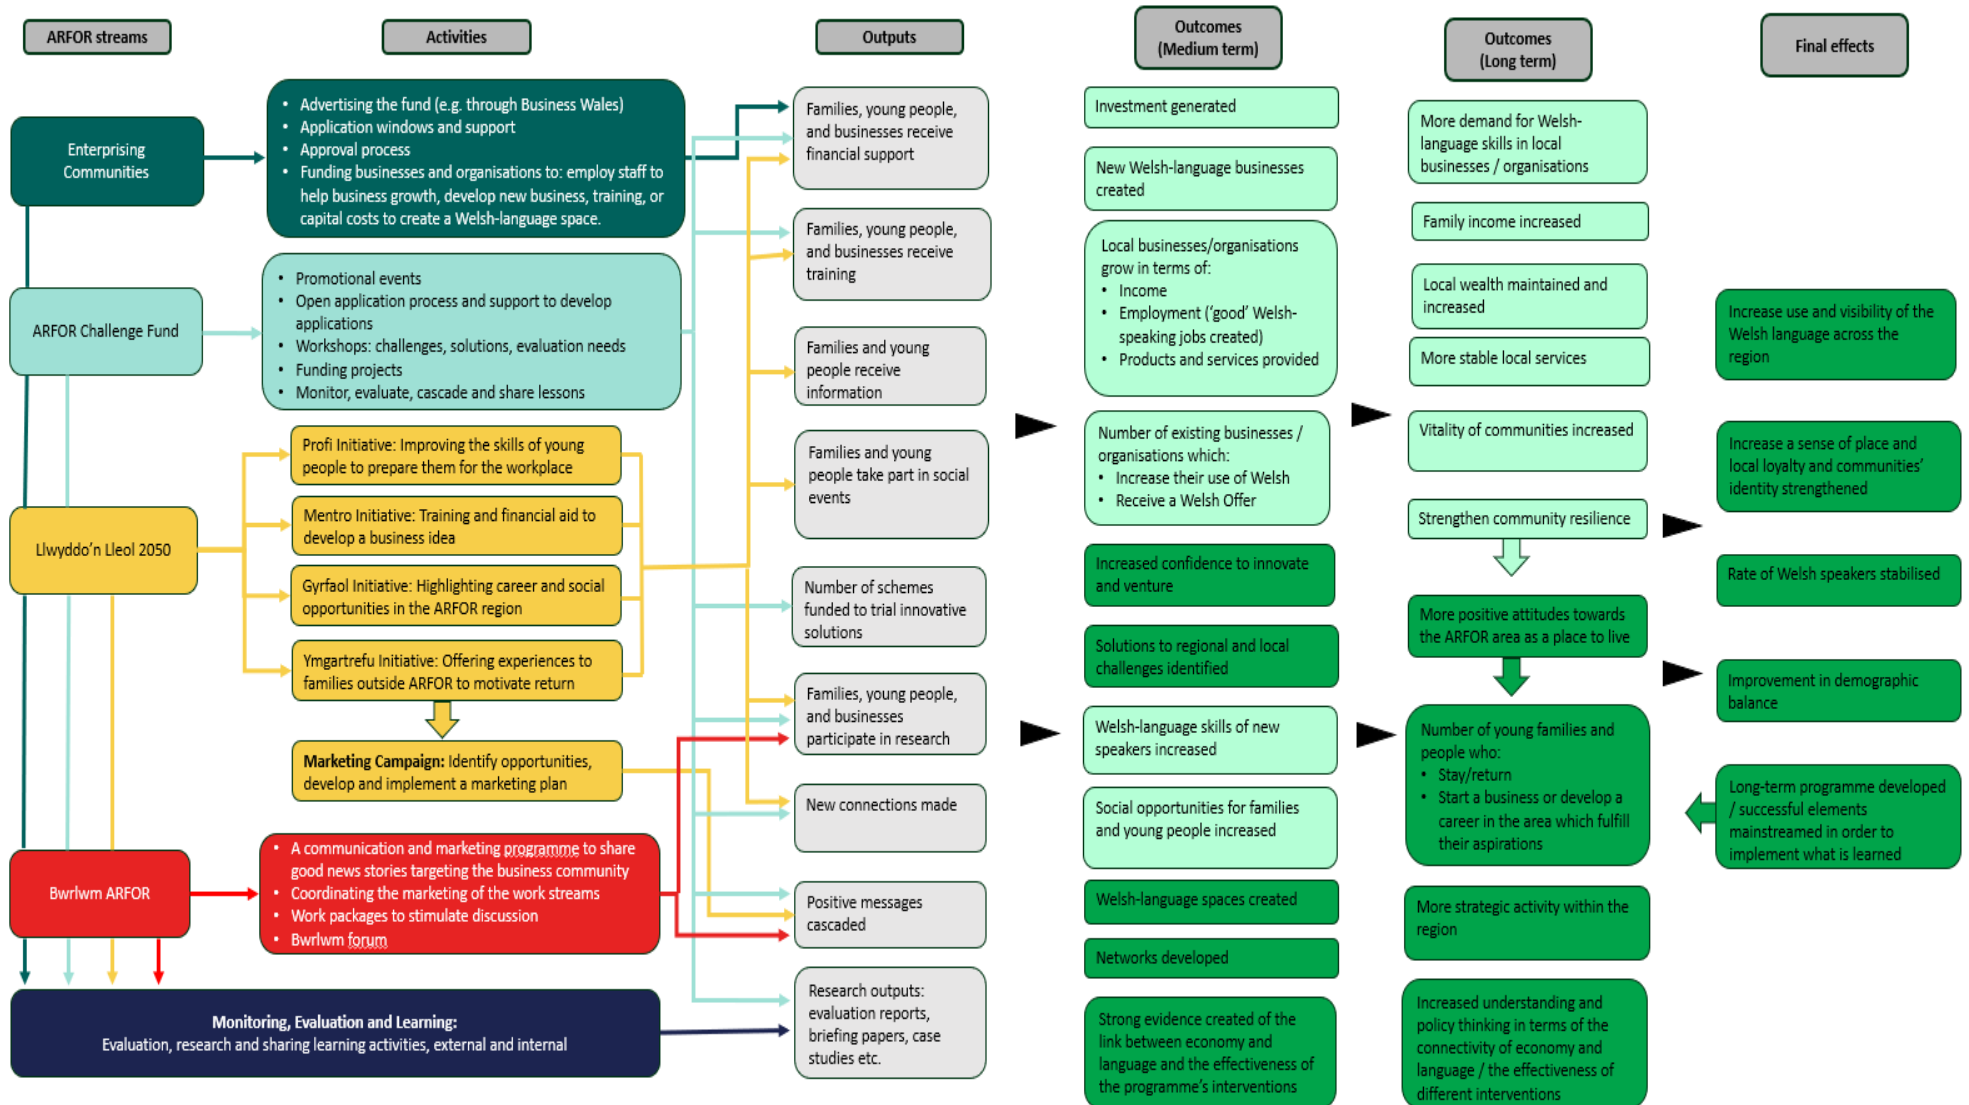 ARFOR streams
Activities
Outputs
Outcomes
(Medium term)
Outcomes
(Long term)
Final effects
Enterprising
Communities
ARFOR Challenge Fund
Llwyddo’n Lleol 2050
Bwrlwm ARFOR
• Advertising the fund (e.g. through Business Wales)
• Application windows and support
• Approval process
• Funding businesses and organisations to: employ staff to
help business growth, develop new business, training, or
capital costs to create a Welsh-language space.
• Promotional events
• Open application process and support to develop
applications
• Workshops: challenges, solutions, evaluation needs
• Funding projects
• Monitor, evaluate, cascade and share lessons
Profi Initiative: Improving the skills of young
people to prepare them for the workplace
Mentro Initiative: Training and financial aid to
develop a business idea
Gyrfaol Initiative: Highlighting career and social
opportunities in the ARFOR region
Ymgartrefu Initiative: Offering experiences to
families outside ARFOR to motivate return
Marketing Campaign: Identify opportunities,
develop and implement a marketing plan
• A communication and marketing programme to share
good news stories targeting the business community
• Coordinating the marketing of the work streams
• Work packages to stimulate discussion
• Bwrlwm forum
Monitoring, Evaluation and Learning:
Evaluation, research and sharing learning activities, external and internal
Families, young people,
and businesses receive
financial support
Families, young people,
and businesses receive
training
Families and young
people receive
information
Families and young
people take part in social
events
Number of schemes
funded to trial innovative
solutions
Families, young people,
and businesses
participate in research
New connections made
Positive messages
cascaded
Research outputs:
evaluation reports,
briefing papers, case
studies etc.
Investment generated
New Welsh-language businesses
created
Local businesses/organisations
grow in terms of:
• Income
• Employment (‘good’ Welsh-
speaking jobs created)
• Products and services provided
Number of existing businesses /
organisations which:
• Increase their use of Welsh
• Receive a Welsh Offer
Increased confidence to innovate
and venture
Solutions to regional and local
challenges identified
Welsh-language skills of new
speakers increased
Social opportunities for families
and young people increased
Welsh-language spaces created
Networks developed
Strong evidence created of the
link between economy and
language and the effectiveness of
the programme’s interventions
More demand for Welsh-
language skills in local
businesses / organisations
Family income increased
Local wealth maintained and
increased
More stable local services
Vitality of communities increased
Strengthen community resilience
More positive attitudes towards
the ARFOR area as a place to live
Number of young families and
people who:
• Stay/return
• Start a business or develop a
career in the area which fulfill
their aspirations
More strategic activity within the
region
Increased understanding and
policy thinking in terms of the
connectivity of economy and
language / the effectiveness of
different interventions
Increase use and visibility of the
Welsh language across the
region
Increase a sense of place and
local loyalty and communities’
identity strengthened
Rate of Welsh speakers stabilised
Improvement in demographic
balance
Long-term programme developed
/ successful elements
mainstreamed in order to
implement what is learned